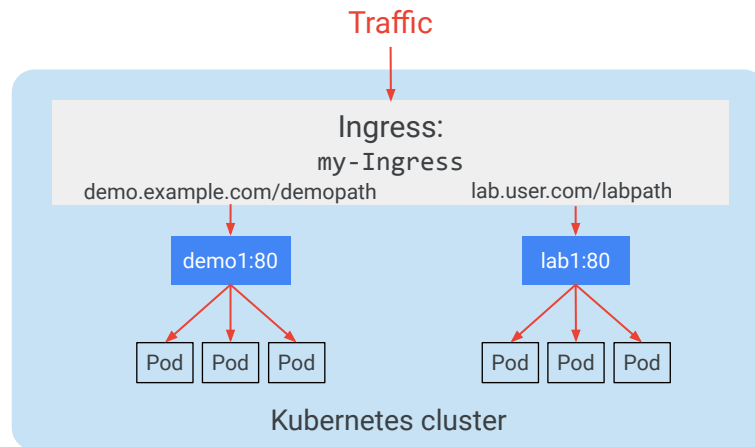 Traffic
Ingress:
my-Ingress
demo.example.com/demopath
lab.user.com/labpath
demo1:80
lab1:80
Pod
Pod
Pod
Pod
Pod
Pod
Kubernetes cluster